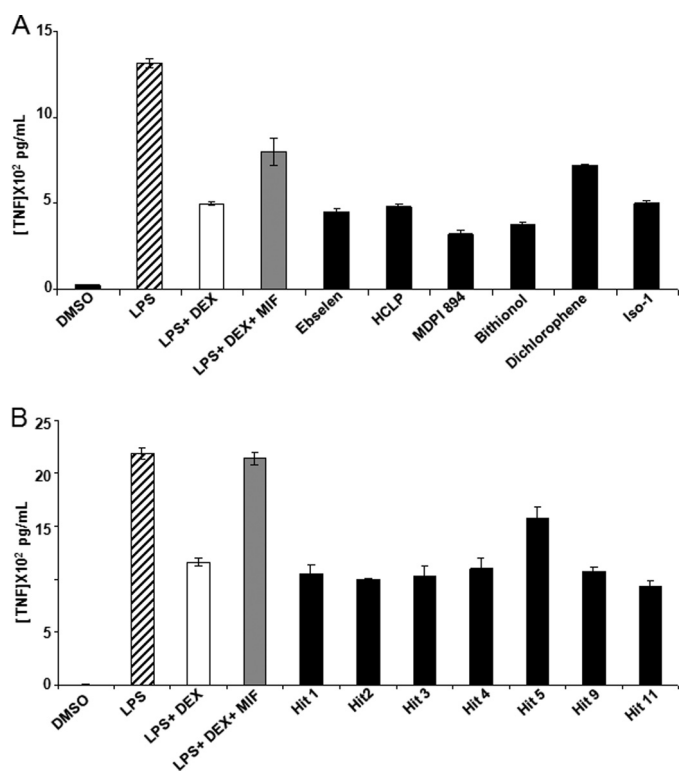 A
[TNF]X10² pg/mL
15
10
5
0
DMSO
LPS
LPS+ DEX
LPS+ DEX+ MIF
Ebselen
HCLP
MDPI 894
Bithionol
Dichlorophene
Iso-1
B
[TNF]X10² pg/mL
25
20
15
10
5
0
DMSO
LPS
LPS+ DEX
LPS+ DEX+ MIF
Hit 1
Hit2
Hit 3
Hit 4
Hit 5
Hit 9
Hit 11